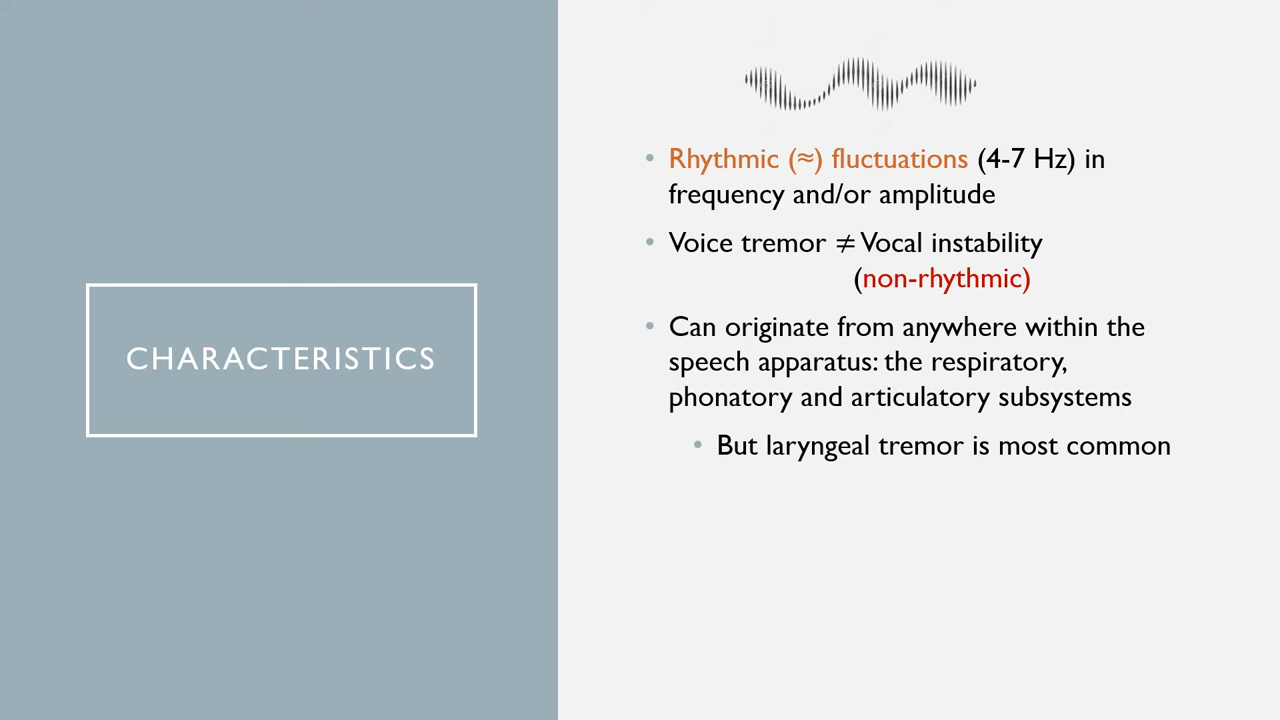 CHARACTERISTICS
• Rhythmic (≈) fluctuations (4-7 Hz) in
frequency and/or amplitude
• Voice tremor ≠ Vocal instability
(non-rhythmic)
• Can originate from anywhere within the
speech apparatus: the respiratory,
phonatory and articulatory subsystems
• But laryngeal tremor is most common